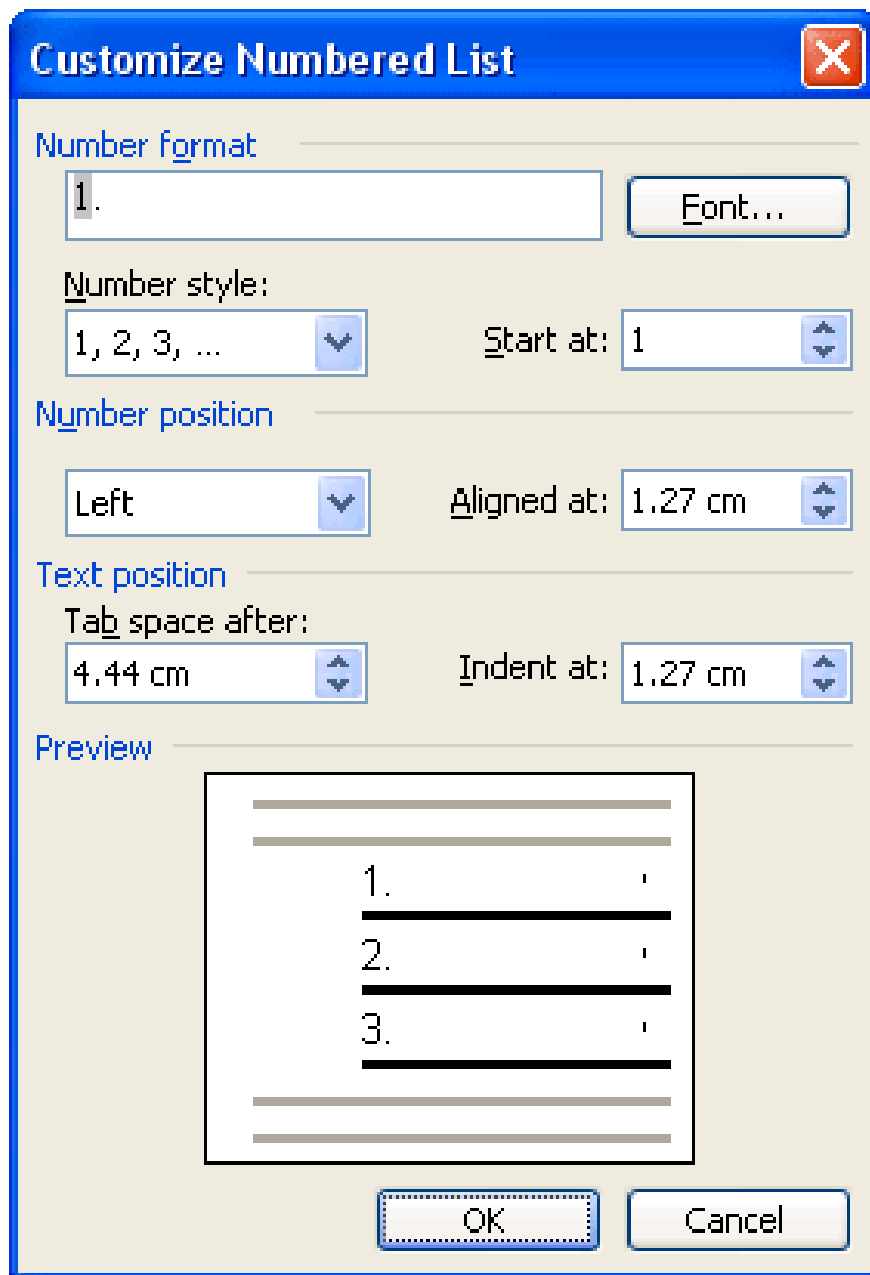 Customize Numbered List
Number format
1.
Font...
Number style:
1, 2, 3, ...
Start at: 1
Number position
Left
Aligned at: 1.27 cm
Text position
Tab space after:
4.44 cm
Indent at: 1.27 cm
Preview
1.
2.
3.
OK Cancel